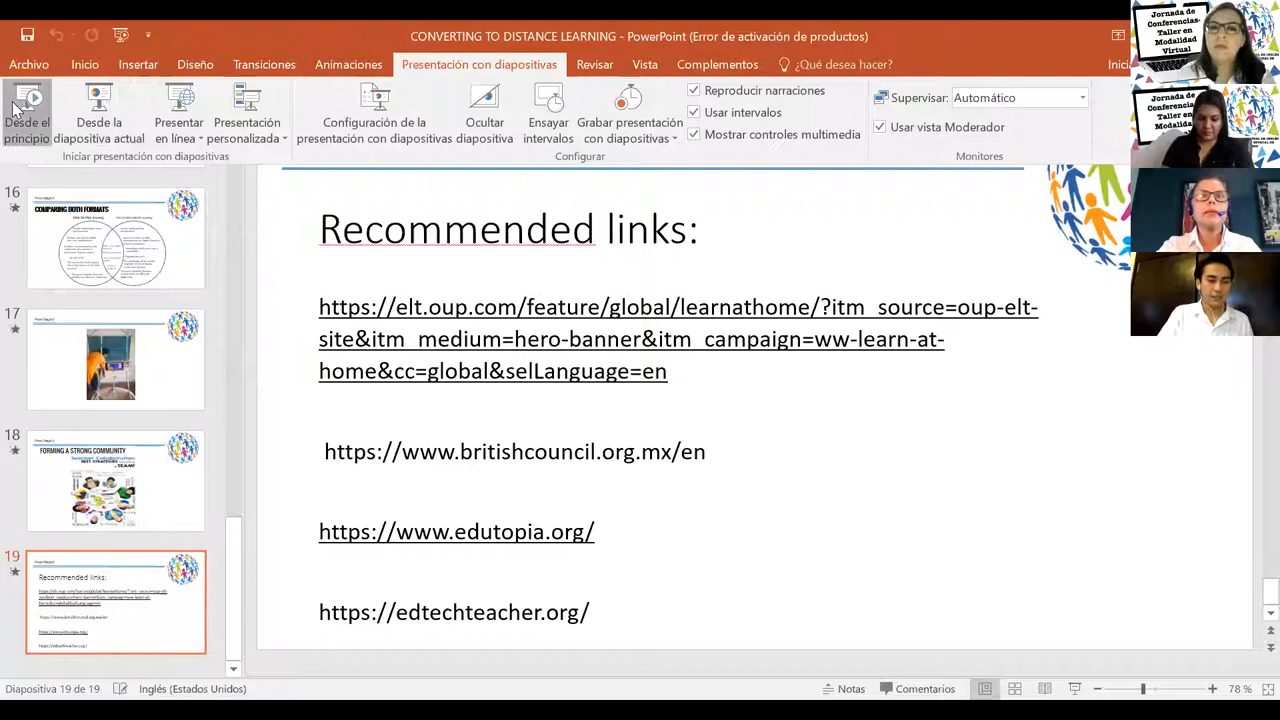 CONVERTING TO DISTANCE LEARNING - PowerPoint (Error de activación de productos)
Archivo Inicio Insertar Diseño Transiciones Animaciones Presentación con diapositivas Revisar Vista Complementos ¿Qué desea hacer? Inici
Desde el principio
Desde la diapositiva actual
Presentar en línea
Presentación personalizada
Iniciar presentación con diapositivas
Configuración de la presentación con diapositivas
Ocultar diapositiva
Ensayar intervalos
Grabar presentación con diapositivas
Reproducir narraciones
Usar intervalos
Mostrar controles multimedia
Configurar
Supervisar: Automático
Usar vista Moderador
Monitores
Jornada de
Conferencias-
Taller en
Modalidad
Virtual
16
COMPARING BOTH FORMATS
17
18
FORMING A STRONG COMMUNITY
19
Recommended links:
Recommended links:
https://elt.oup.com/feature/global/learnathome/?itm_source=oup-elt-
site&itm_medium=hero-banner&itm_campaign=ww-learn-at-
home&cc=global&selLanguage=en
https://www.britishcouncil.org.mx/en
https://www.edutopia.org/
https://edtechteacher.org/
Diapositiva 19 de 19 Inglés (Estados Unidos) Notas Comentarios 78 %